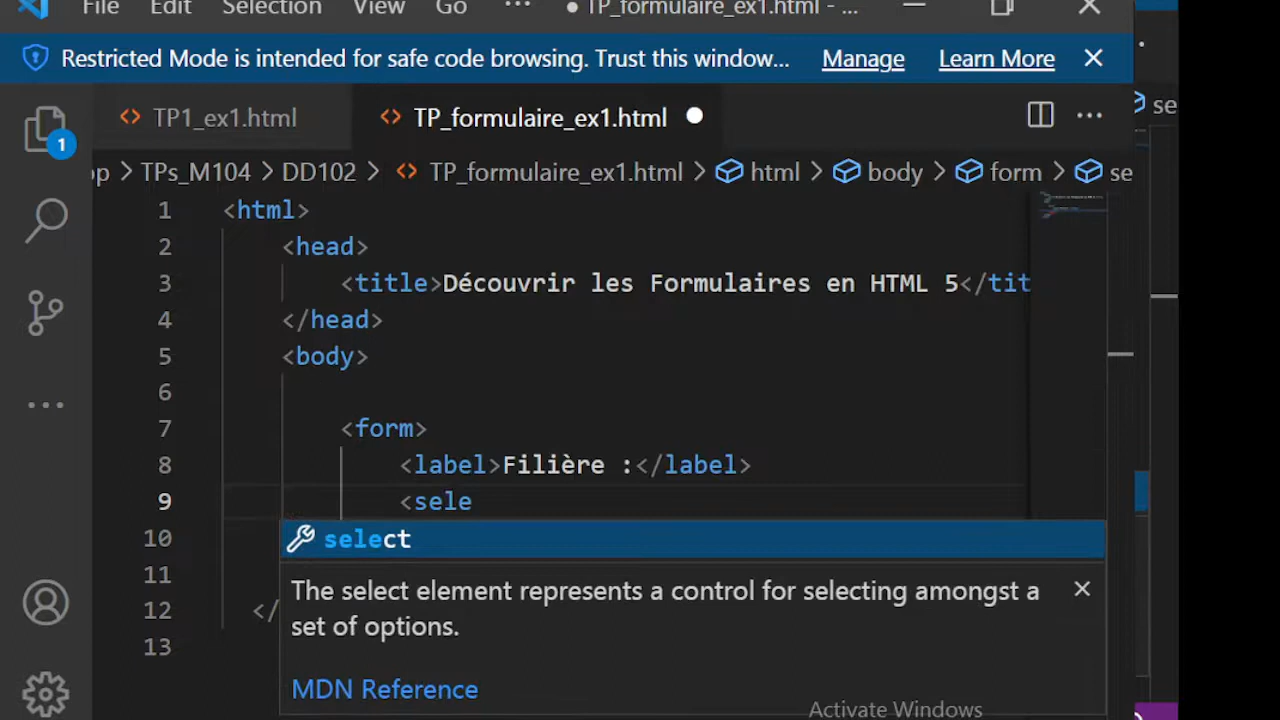 File Edit Selection View Go ··· ● TP_formulaire_ex1.html - ...
Restricted Mode is intended for safe code browsing. Trust this window... Manage Learn More
TP1_ex1.html TP_formulaire_ex1.html
op > TPs_M104 > DD102 > TP_formulaire_ex1.html > html > body > form > se
se
1
1 <html>
2 <head>
3 <title>Découvrir les Formulaires en HTML 5</tit
4 </head>
5 <body>
6
7 <form>
8 <label>Filière :</label>
9 <sele
10 select
11 The select element represents a control for selecting amongst a
12 </ set of options.
13
MDN Reference
Activate Windows